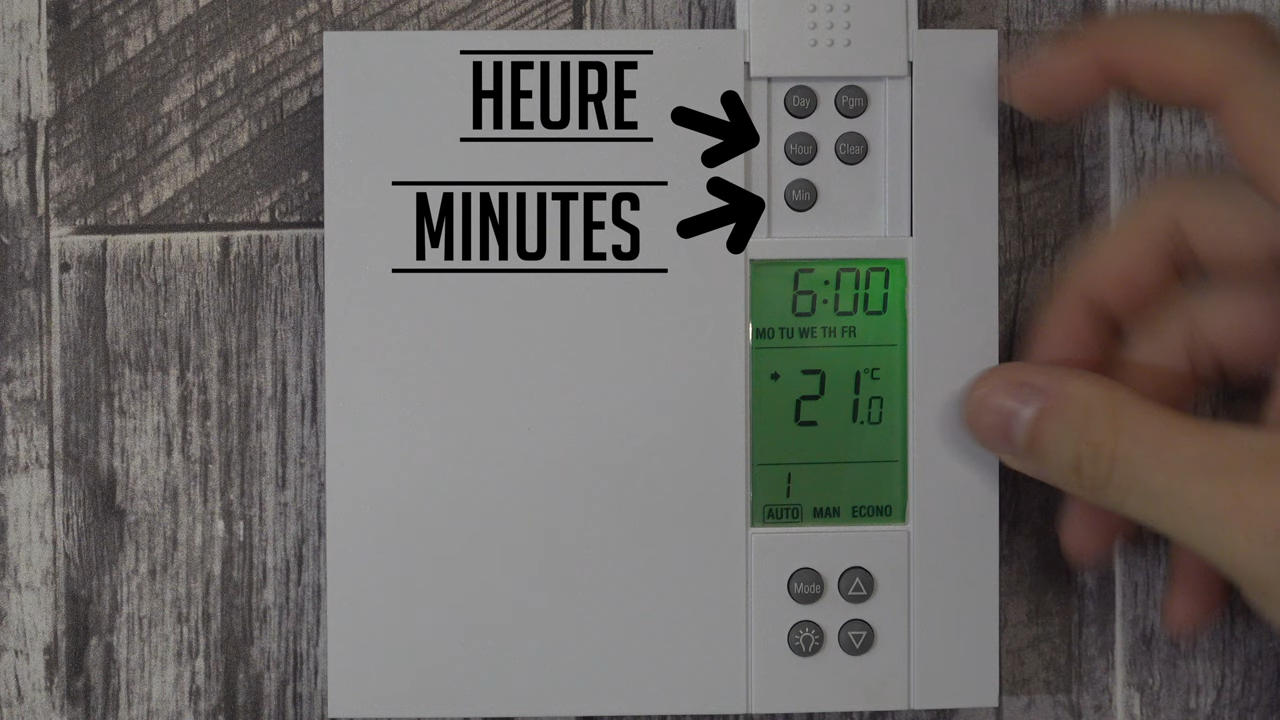 HEURE
MINUTES
Day Pgm
Hour Clear
Min
6:00
MO TU WE TH FR
21.0 °C
1
AUTO MAN ECONO
Mode